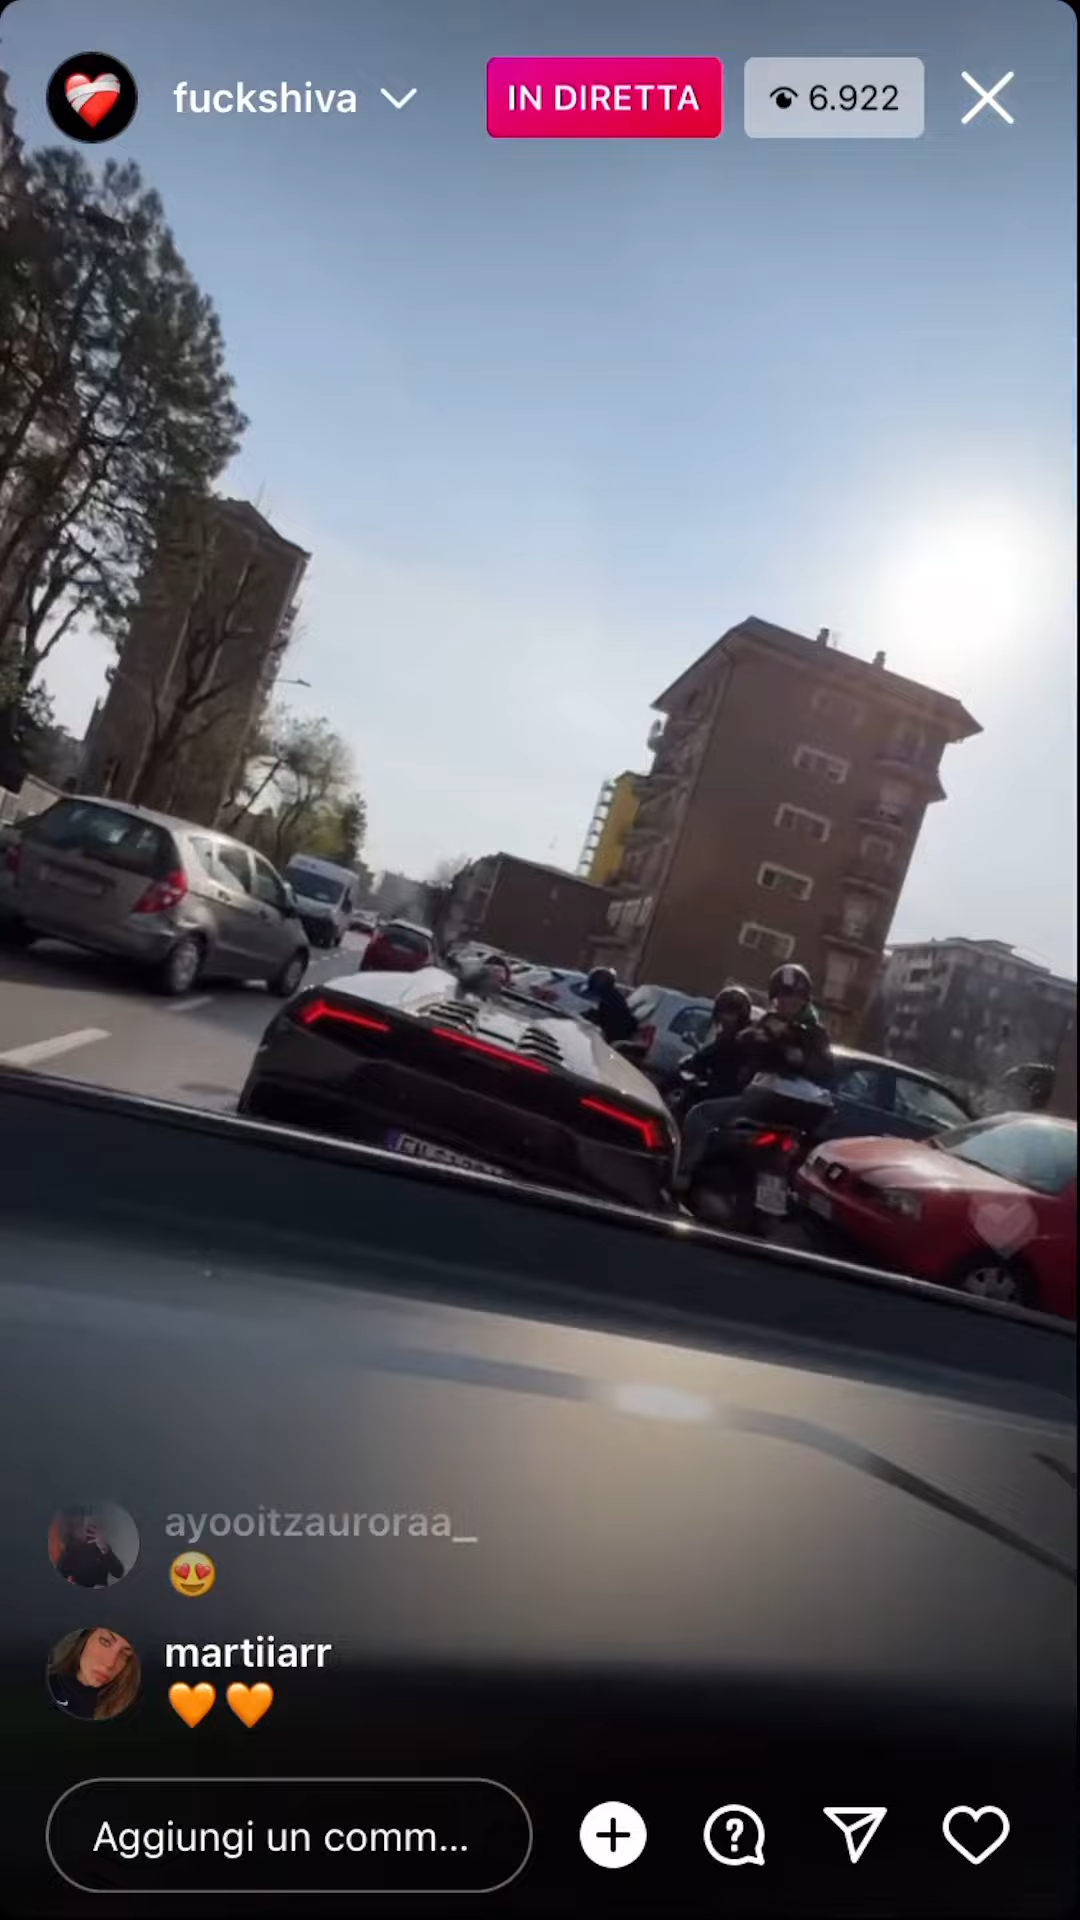 fuckshiva
IN DIRETTA
6.922
ayooitzauroraa_
😍
martiiarr
🧡🧡
Aggiungi un comm...